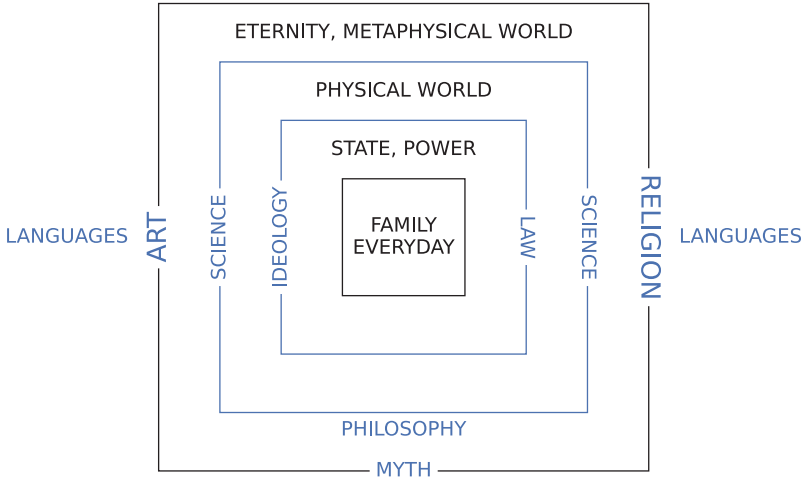 ETERNITY, METAPHYSICAL WORLD
PHYSICAL WORLD
STATE, POWER
FAMILY
EVERYDAY
LANGUAGES
ART
SCIENCE
IDEOLOGY
LAW
SCIENCE
RELIGION
LANGUAGES
PHILOSOPHY
MYTH